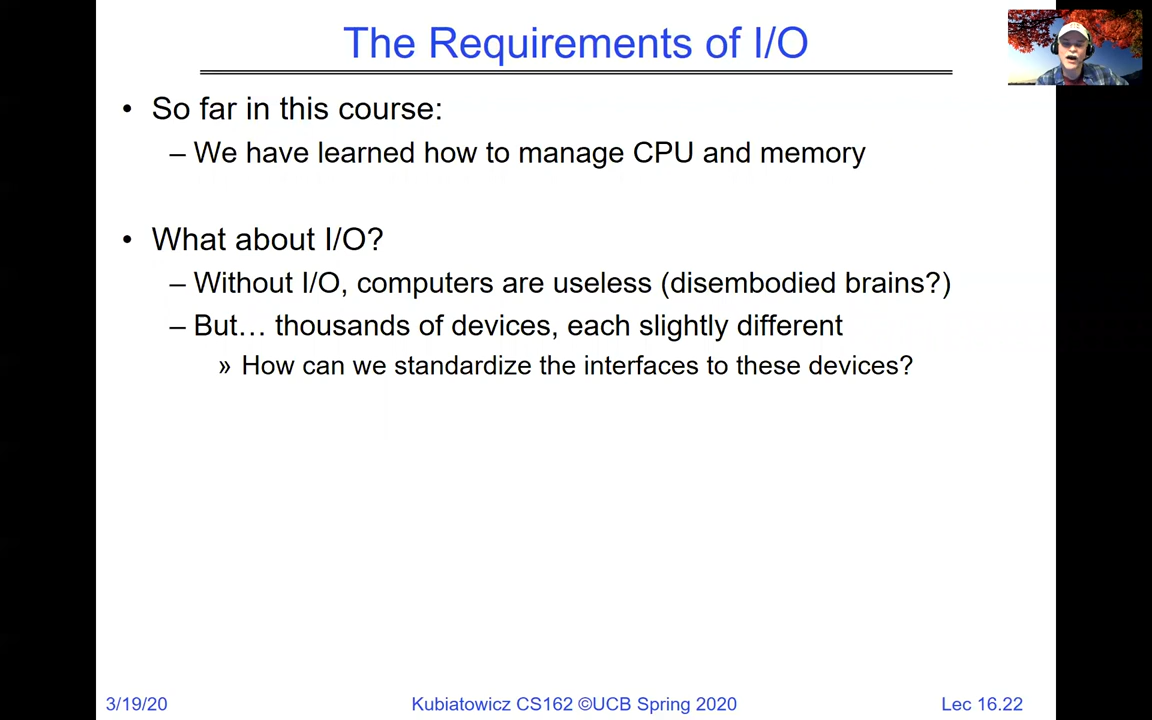 The Requirements of I/O
• So far in this course:
– We have learned how to manage CPU and memory
• What about I/O?
– Without I/O, computers are useless (disembodied brains?)
– But… thousands of devices, each slightly different
» How can we standardize the interfaces to these devices?
3/19/20
Kubiatowicz CS162 ©UCB Spring 2020
Lec 16.22